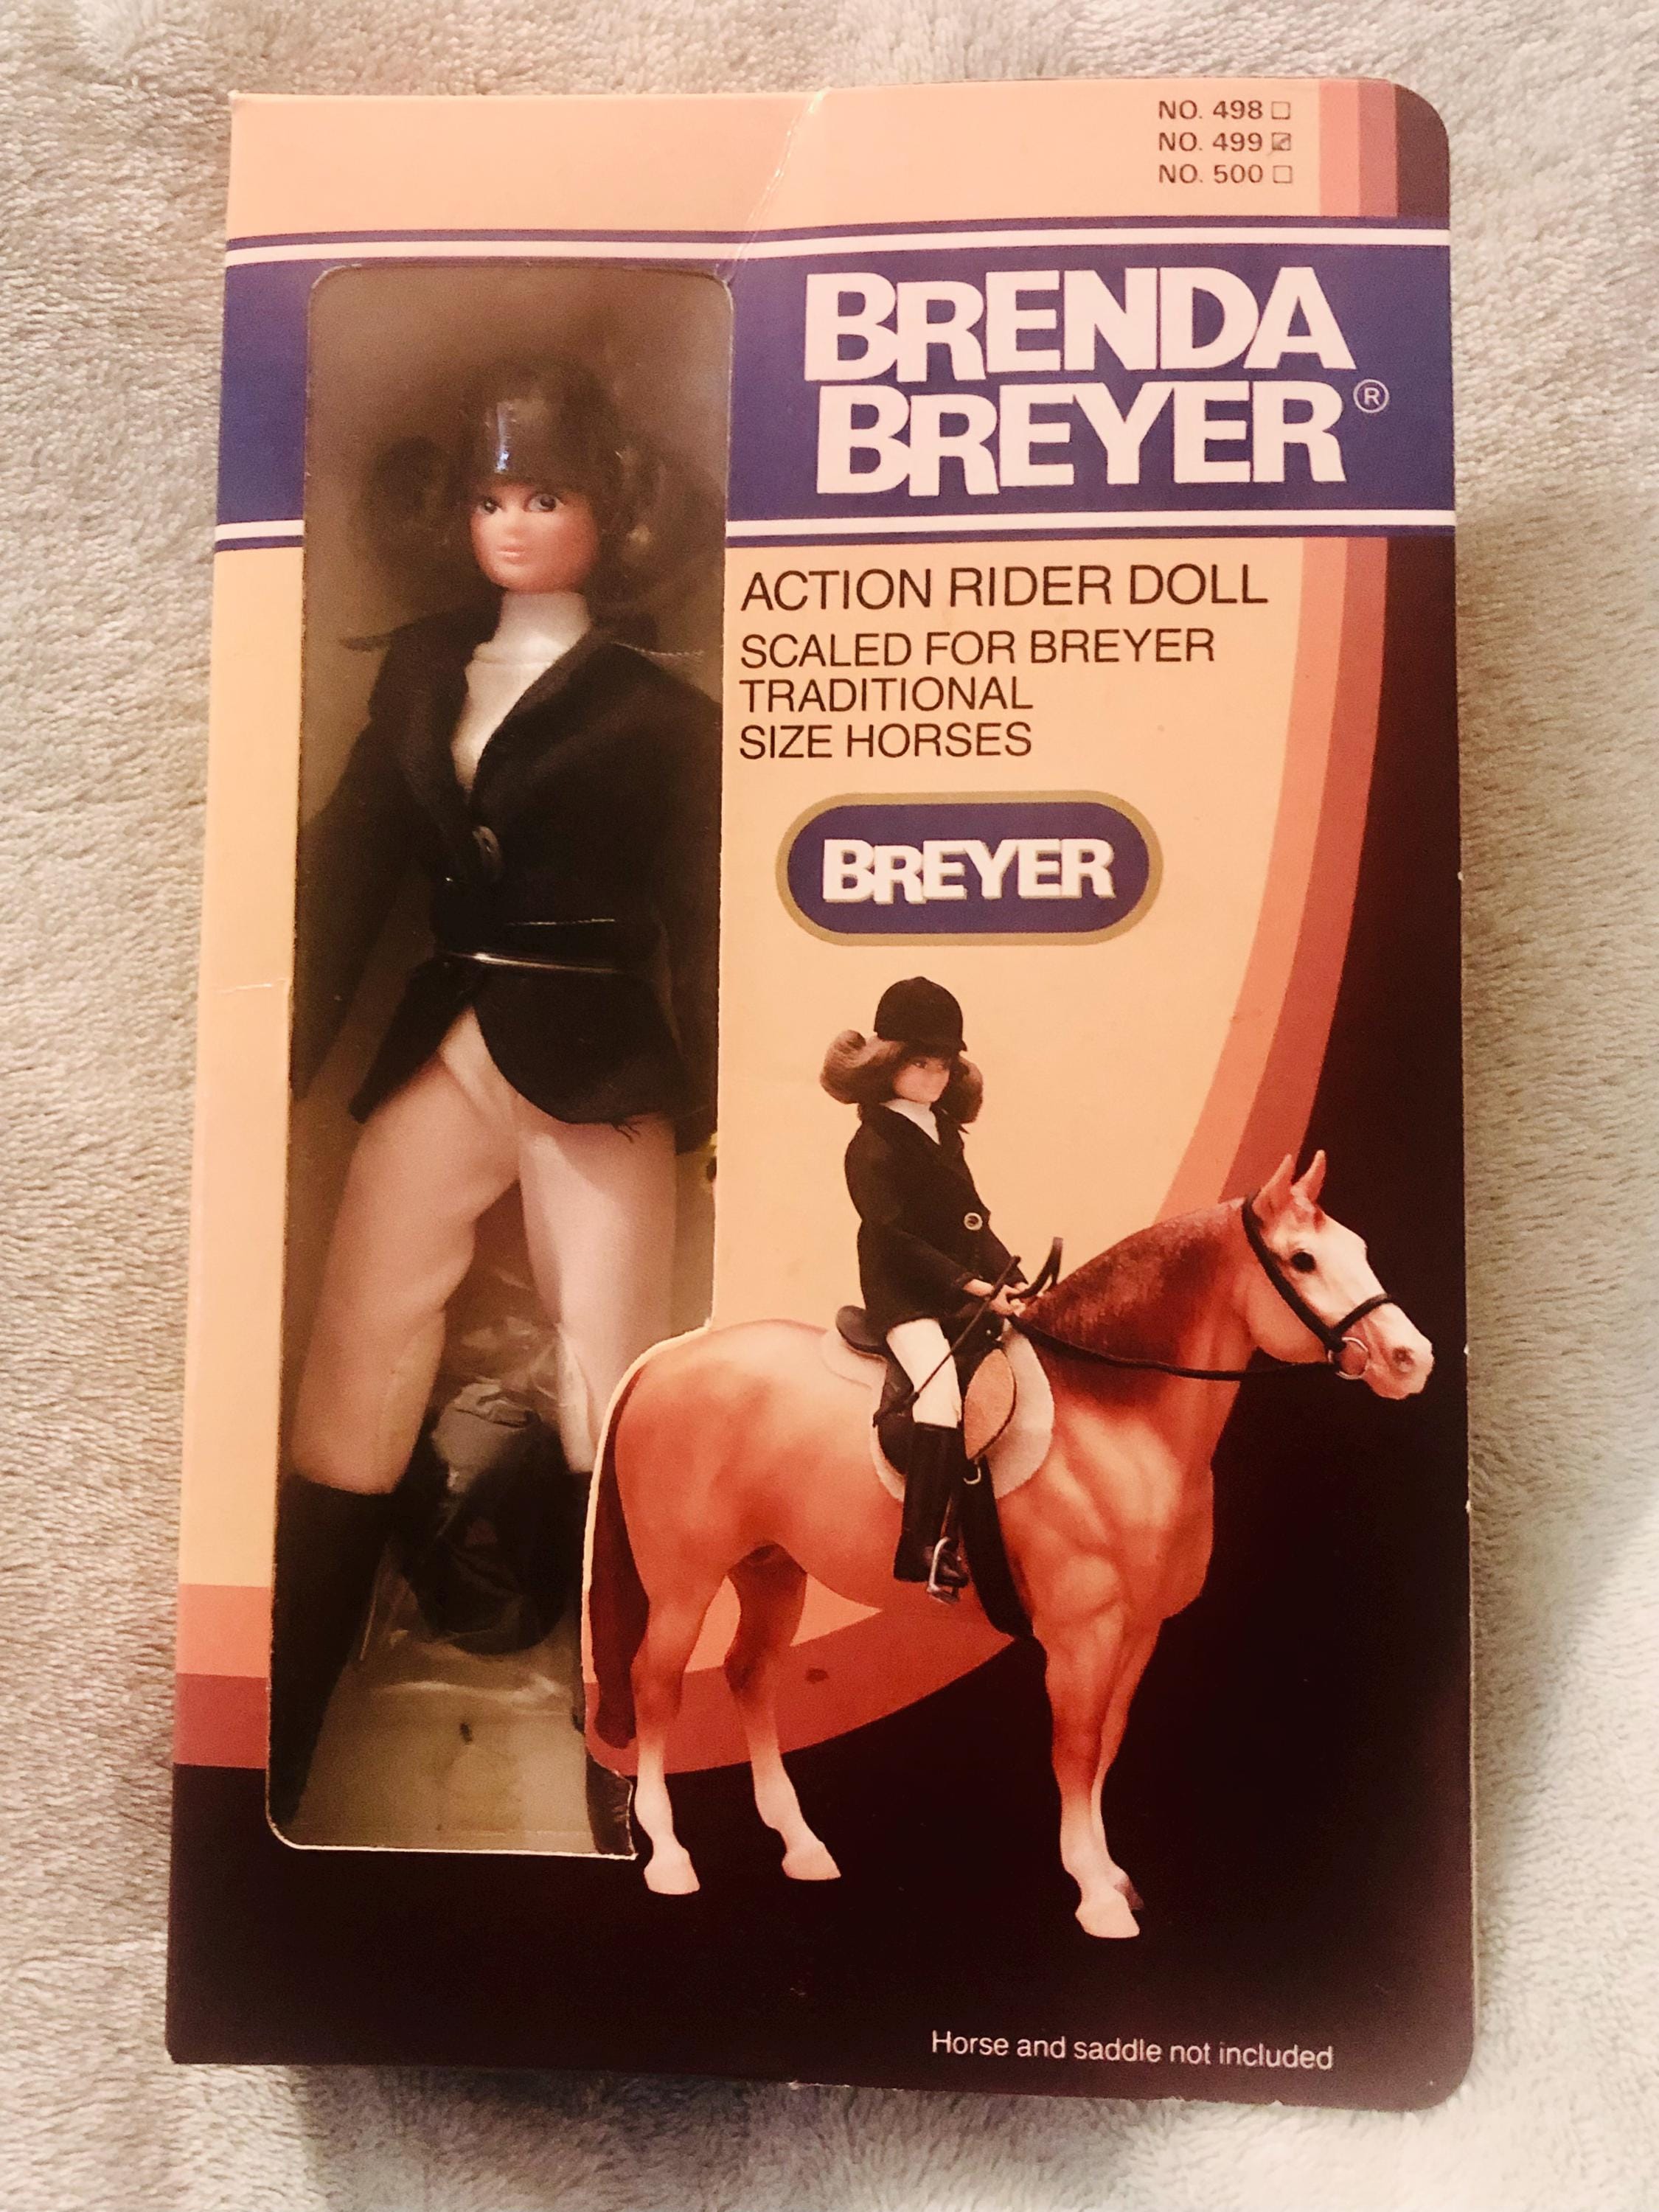 NO. 498 ☐
NO. 499 ☑
NO. 500 ☐
BRENDA
BREYER®
ACTION RIDER DOLL
SCALED FOR BREYER
TRADITIONAL
SIZE HORSES
BREYER
Horse and saddle not included